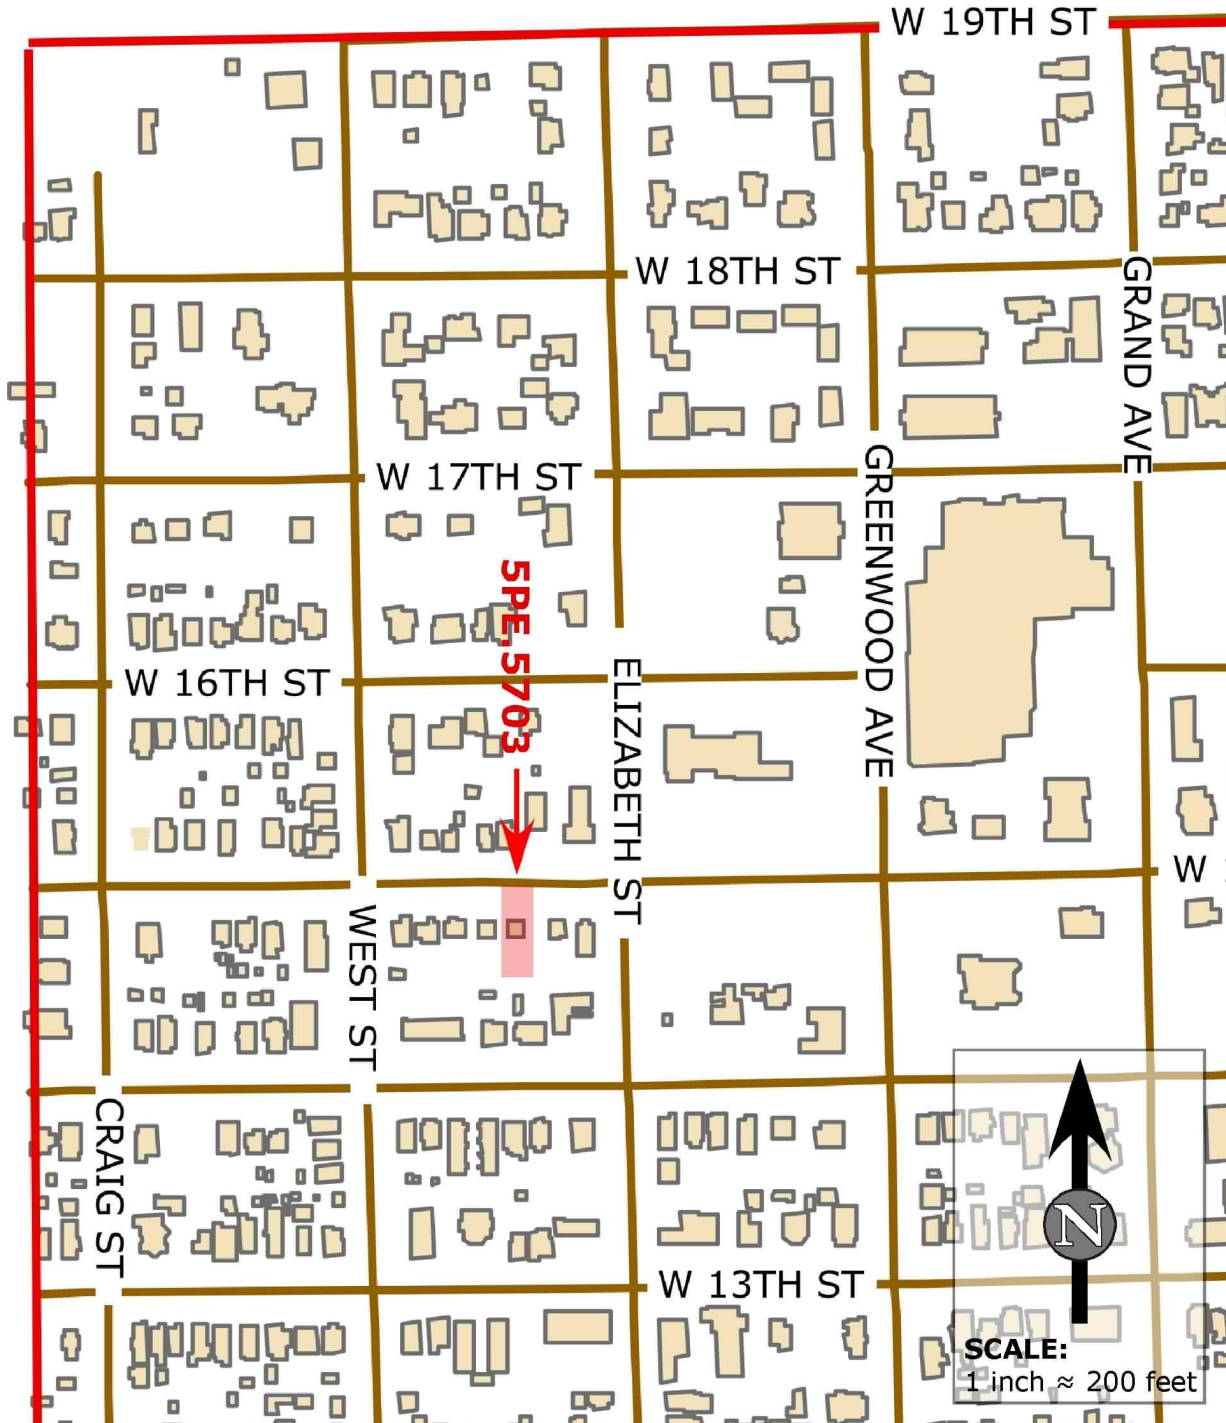 W 19TH ST
W 18TH ST
GRAND AVE
W 17TH ST
GREENWOOD AVE
5PE.5703
W 16TH ST
ELIZABETH ST
W
WEST ST
CRAIG ST
N
W 13TH ST
SCALE:
1 inch ≈ 200 feet